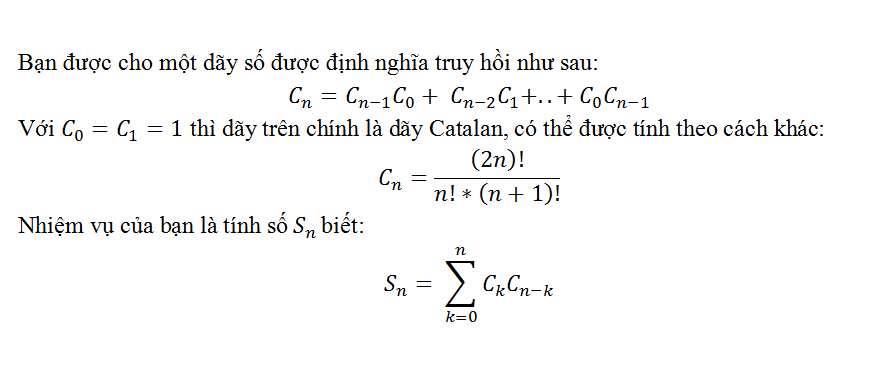 Bạn được cho một dãy số được định nghĩa truy hồi như sau:
$C_n = C_{n-1}C_0 + C_{n-2}C_1+..+ C_0C_{n-1}$
Với $C_0 = C_1 = 1$ thì dãy trên chính là dãy Catalan, có thể được tính theo cách khác:
$C_n = \frac{(2n)!}{n! * (n + 1)!}$
Nhiệm vụ của bạn là tính số $S_n$ biết:
$S_n = \sum_{k=0}^{n} C_kC_{n-k}$